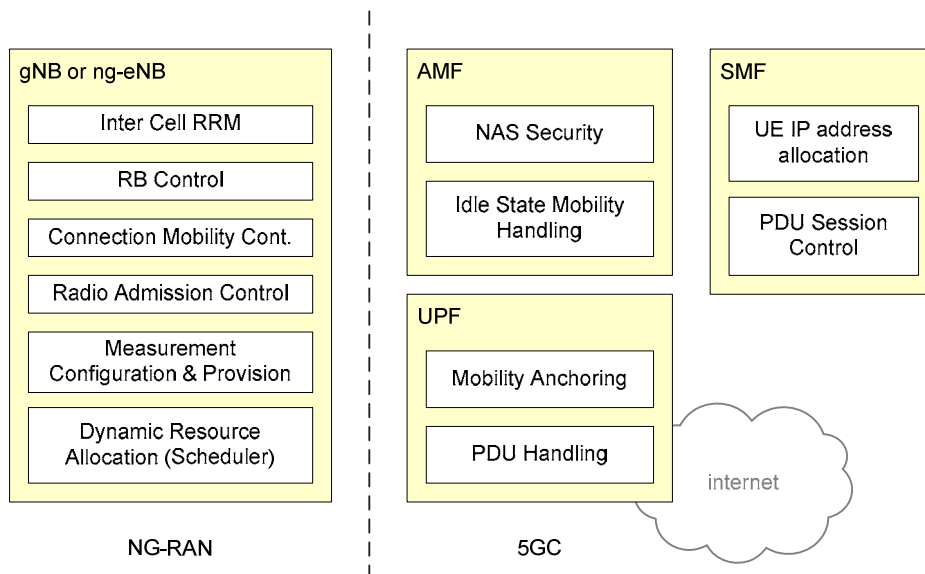 gNB or ng-eNB
Inter Cell RRM
RB Control
Connection Mobility Cont.
Radio Admission Control
Measurement
Configuration & Provision
Dynamic Resource
Allocation (Scheduler)
NG-RAN
AMF
NAS Security
Idle State Mobility
Handling
SMF
UE IP address
allocation
PDU Session
Control
UPF
Mobility Anchoring
PDU Handling
internet
5GC